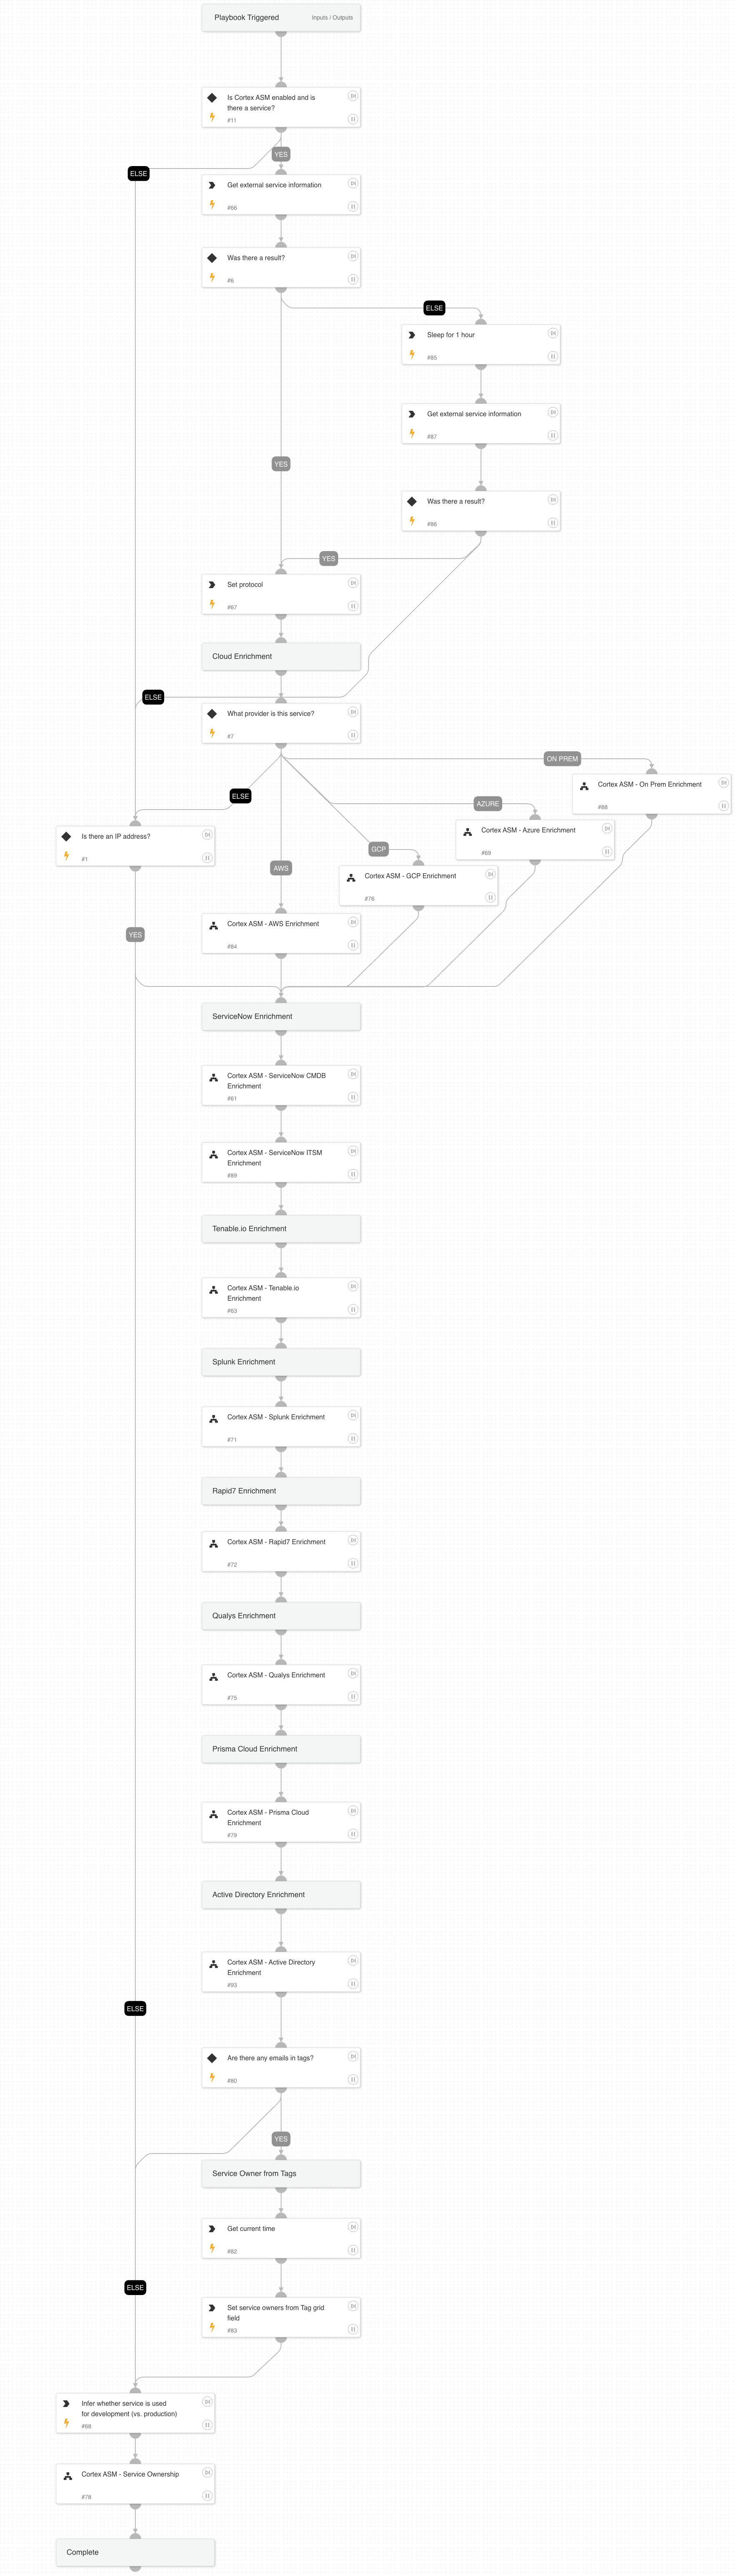 Playbook Triggered Inputs / Outputs
Is Cortex ASM enabled and is
there a service?
#11
YES
ELSE
Get external service information
#66
Was there a result?
#6
ELSE
Sleep for 1 hour
#85
Get external service information
#87
YES
Was there a result?
#86
YES
Set protocol
#67
Cloud Enrichment
ELSE
What provider is this service?
#7
ON PREM
Cortex ASM - On Prem Enrichment
#88
ELSE
AZURE
Cortex ASM - Azure Enrichment
#69
Is there an IP address?
#1
GCP
AWS
Cortex ASM - GCP Enrichment
#76
Cortex ASM - AWS Enrichment
#84
YES
ServiceNow Enrichment
Cortex ASM - ServiceNow CMDB
Enrichment
#61
Cortex ASM - ServiceNow ITSM
Enrichment
#89
Tenable.io Enrichment
Cortex ASM - Tenable.io
Enrichment
#63
Splunk Enrichment
Cortex ASM - Splunk Enrichment
#71
Rapid7 Enrichment
Cortex ASM - Rapid7 Enrichment
#72
Qualys Enrichment
Cortex ASM - Qualys Enrichment
#75
Prisma Cloud Enrichment
Cortex ASM - Prisma Cloud
Enrichment
#79
Active Directory Enrichment
Cortex ASM - Active Directory
Enrichment
#93
ELSE
Are there any emails in tags?
#80
YES
Service Owner from Tags
Get current time
#82
ELSE
Set service owners from Tag grid
field
#83
Infer whether service is used
for development (vs. production)
#68
Cortex ASM - Service Ownership
#78
Complete